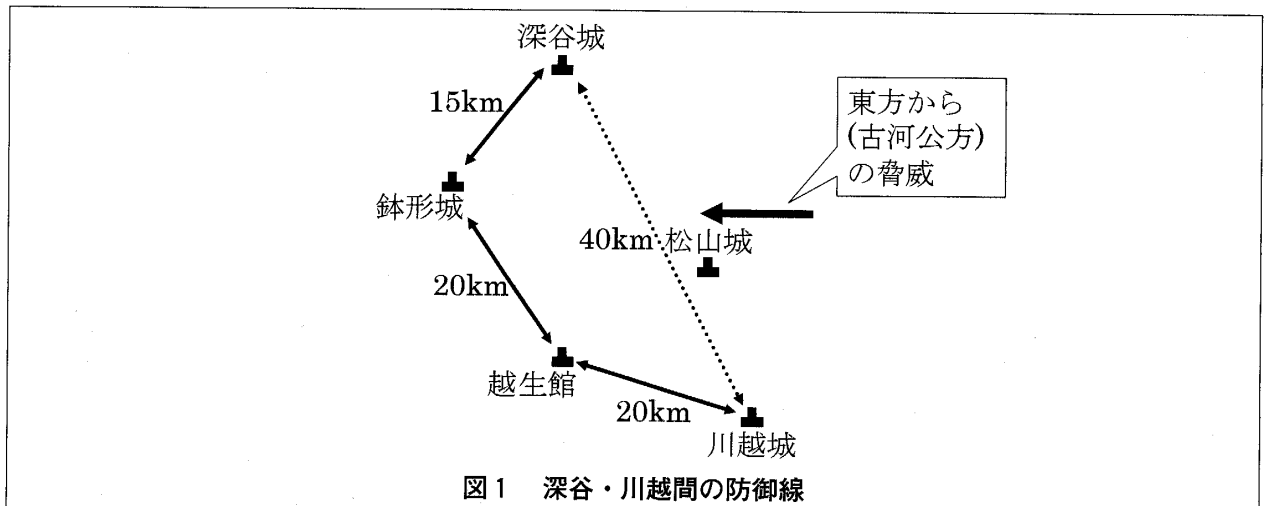 深谷城
15km
東方から
(古河公方)
の脅威
鉢形城
40km 松山城
20km
越生館
20km
川越城
図1 深谷・川越間の防御線